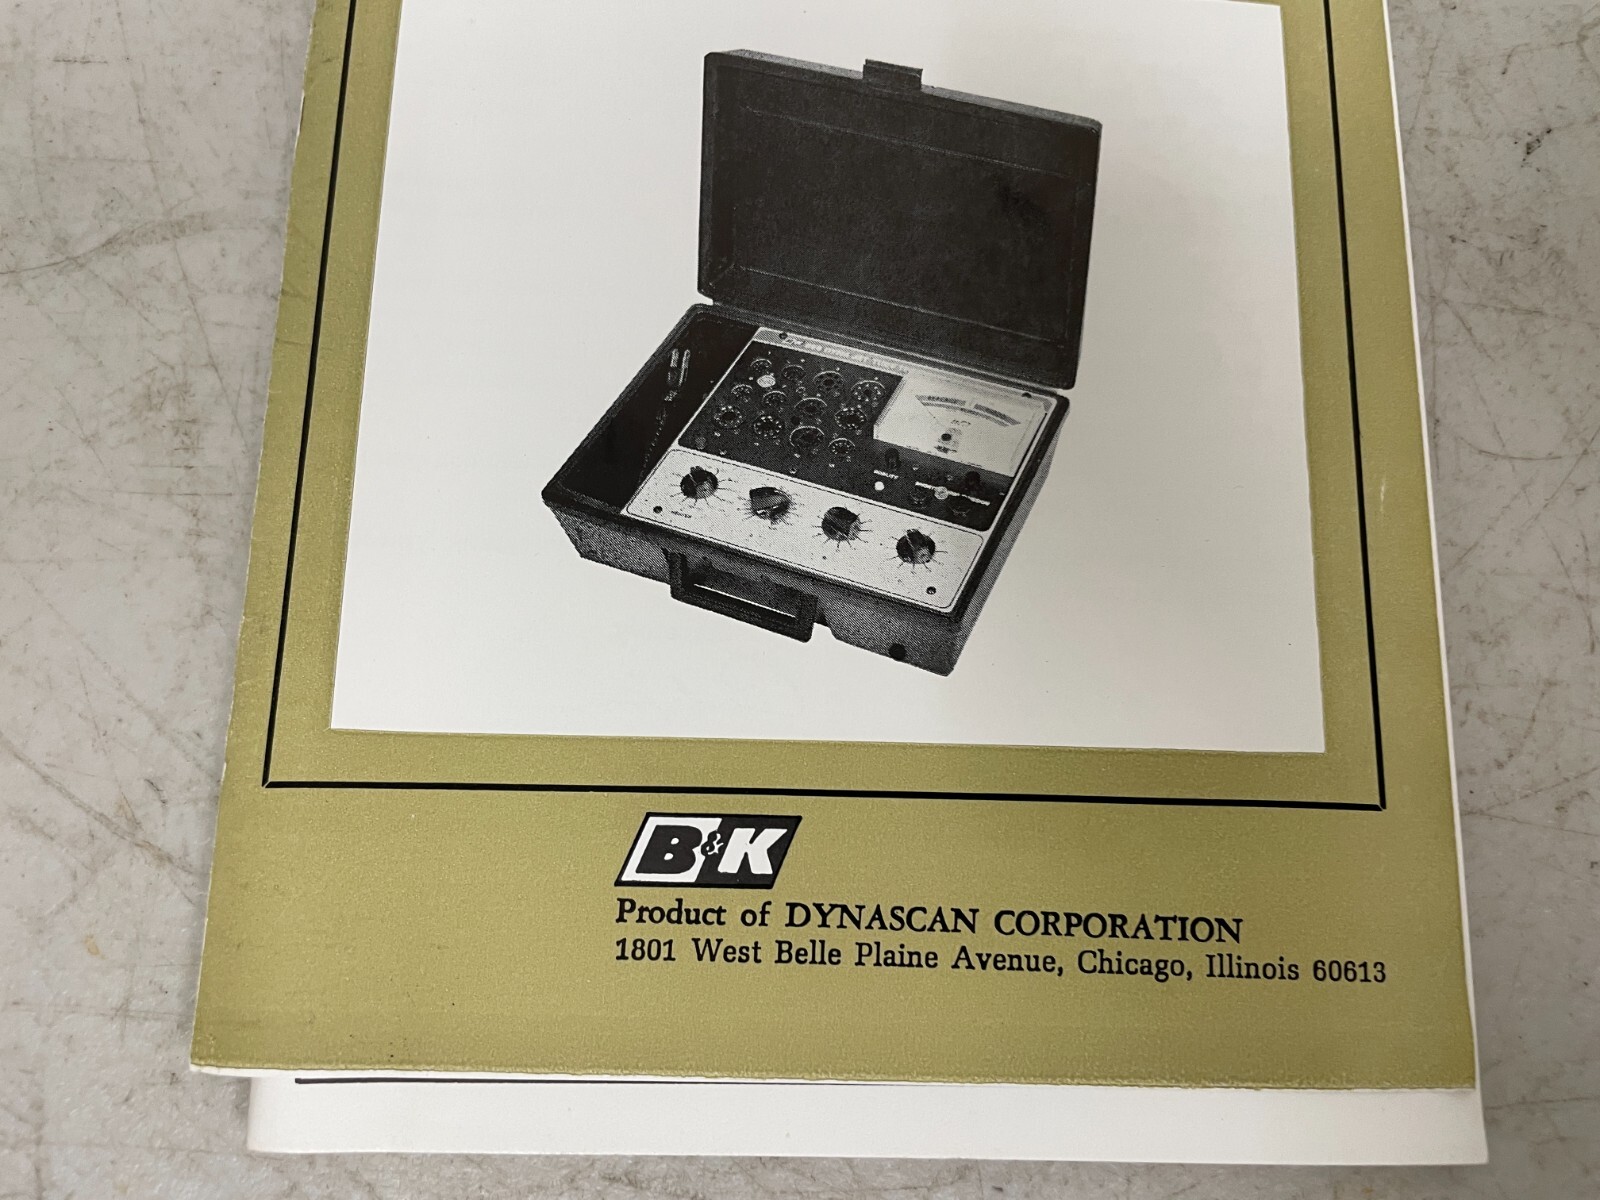 B&K
Product of DYNASCAN CORPORATION
1801 West Belle Plaine Avenue, Chicago, Illinois 60613